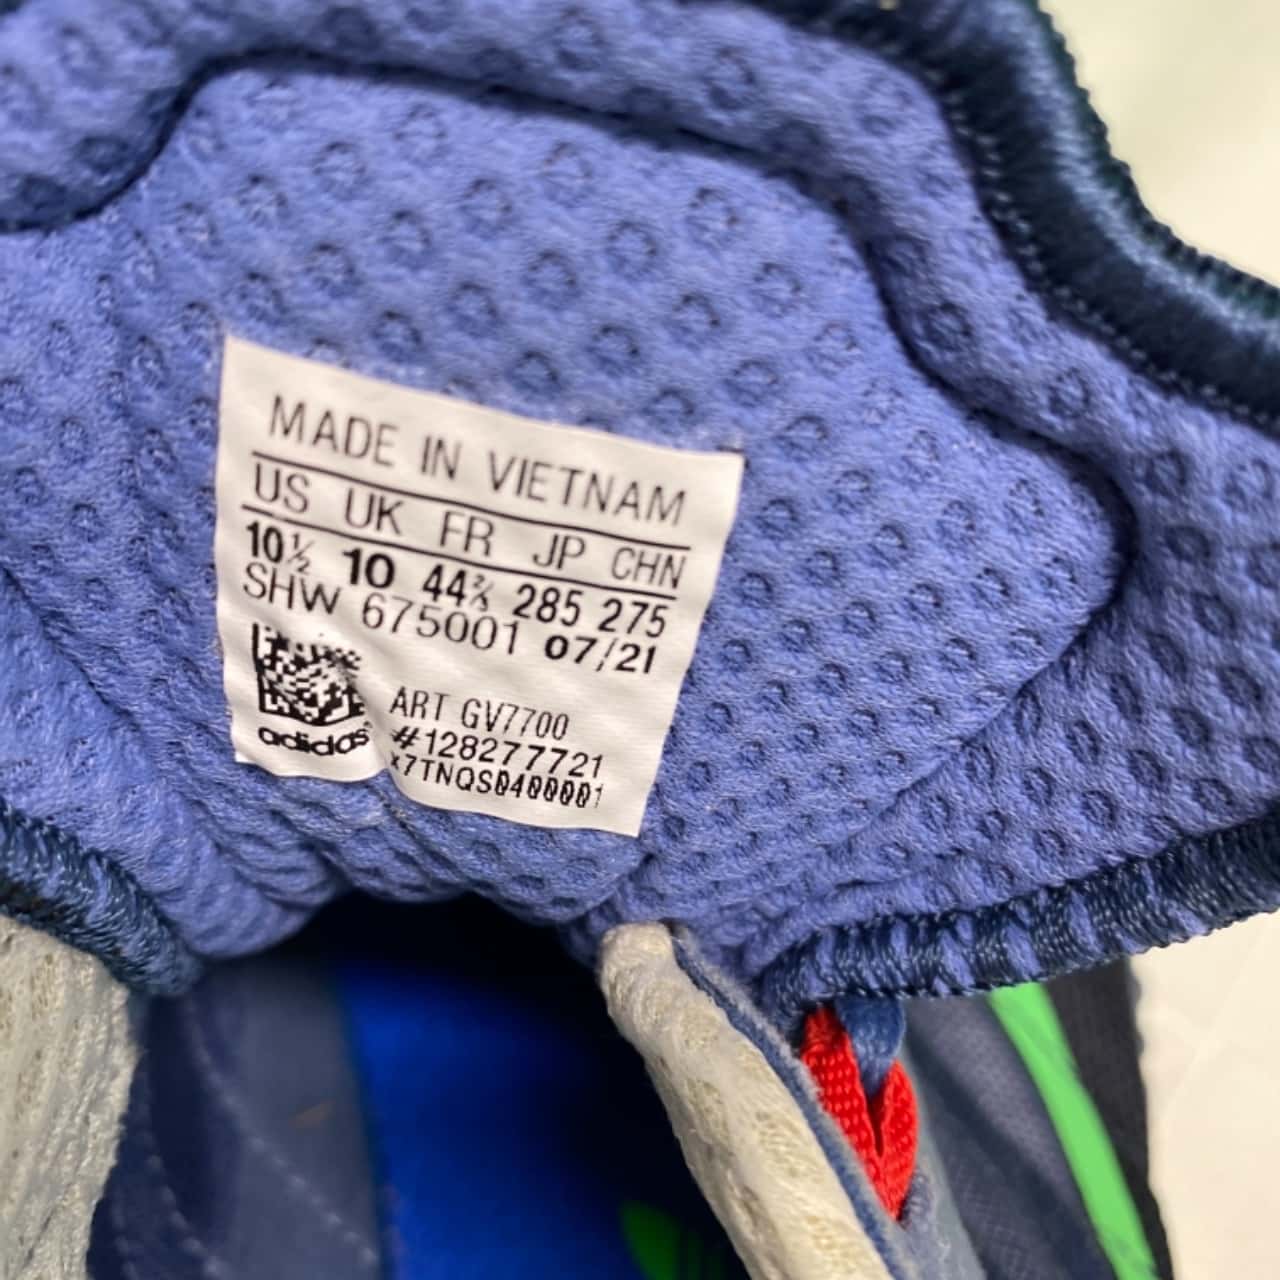 MADE IN VIETNAM
US UK FR JP CHN
10½ 10 44⅔ 285 275
SHW 675001 07/21
ART GV7700
#128277721
x7TNQS0400001
adidas